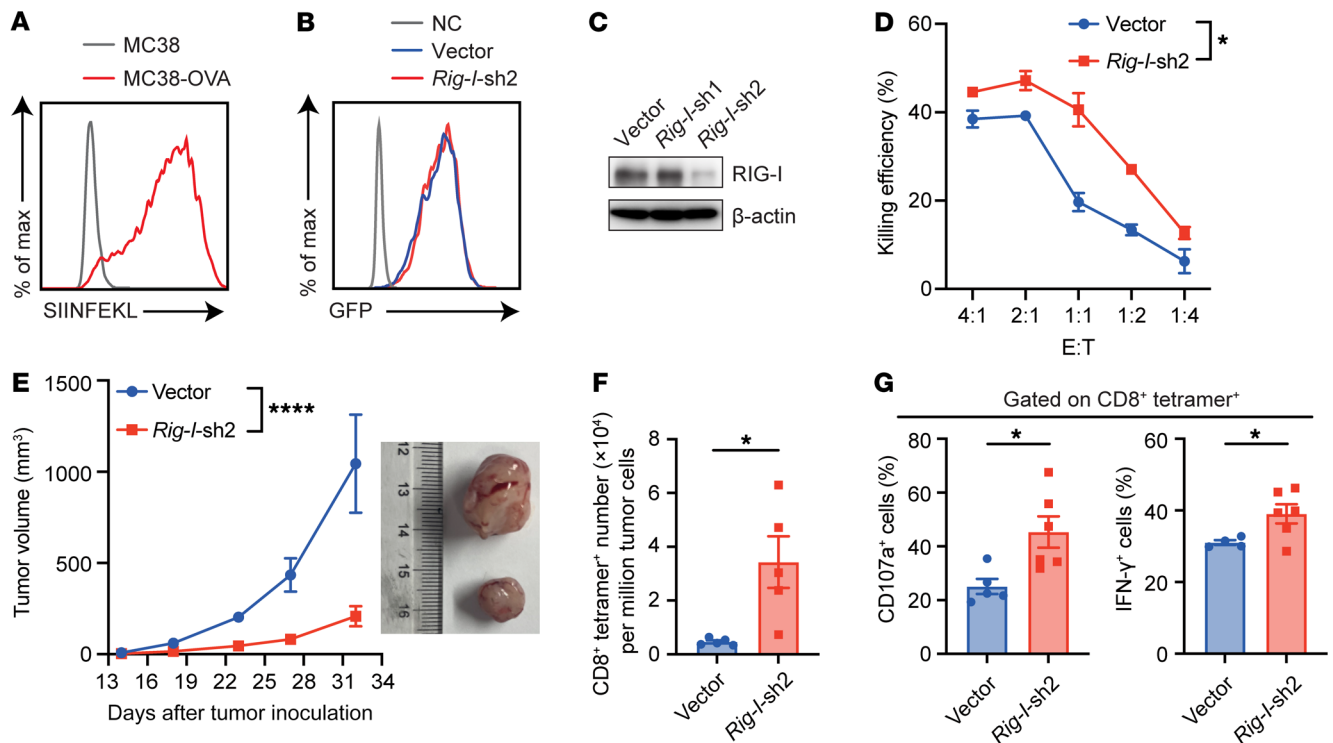 A
MC38
MC38-OVA
% of max
SIINFEKL
B
NC
Vector
Rig-I-sh2
% of max
GFP
C
Vector
Rig-I-sh1
Rig-I-sh2
RIG-I
β-actin
D
Vector
Rig-I-sh2
*
Killing efficiency (%)
60
40
20
0
4:1 2:1 1:1 1:2 1:4
E:T
E
Vector
Rig-I-sh2
****
Tumor volume (mm³)
1500
1000
500
0
13 16 19 22 25 28 31 34
Days after tumor inoculation
12
13
14
15
16
F
CD8⁺ tetramer⁺ number (×10⁴)
per million tumor cells
8
6
4
2
0
*
Vector
Rig-I-sh2
G
Gated on CD8⁺ tetramer⁺
CD107a⁺ cells (%)
80
60
40
20
0
*
Vector
Rig-I-sh2
IFN-γ⁺ cells (%)
60
40
20
0
*
Vector
Rig-I-sh2